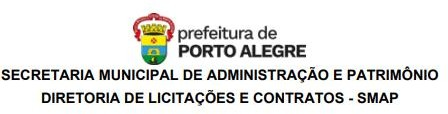 prefeitura de
PORTO ALEGRE
SECRETARIA MUNICIPAL DE ADMINISTRAÇÃO E PATRIMÔNIO
DIRETORIA DE LICITAÇÕES E CONTRATOS - SMAP